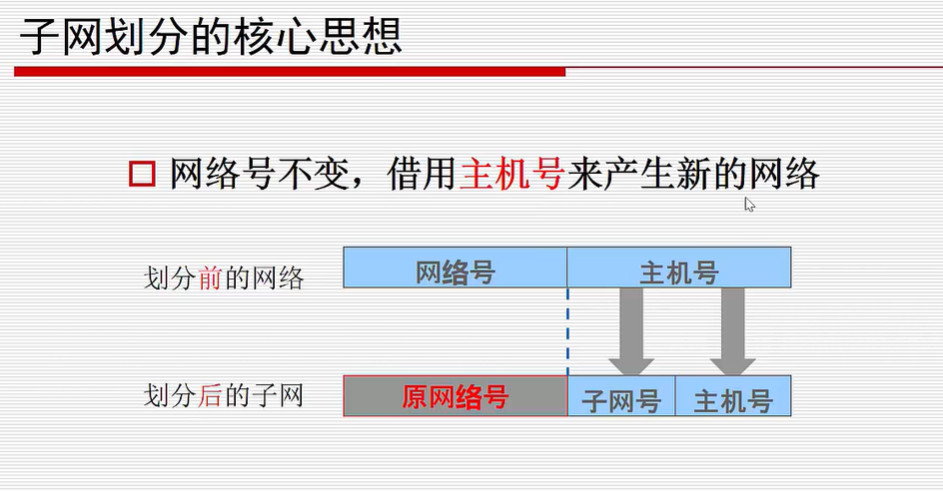 子网划分的核心思想
网络号不变，借用主机号来产生新的网络
划分前的网络 网络号 主机号
划分后的子网 原网络号 子网号 主机号